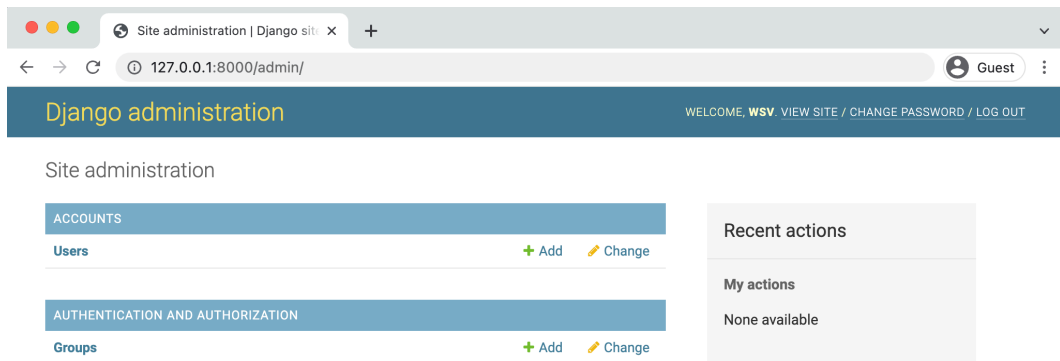 Site administration | Django sit
127.0.0.1:8000/admin/
Guest
Django administration
WELCOME, WSV. VIEW SITE / CHANGE PASSWORD / LOG OUT
Site administration
ACCOUNTS
Users
Add
Change
AUTHENTICATION AND AUTHORIZATION
Groups
Add
Change
Recent actions
My actions
None available